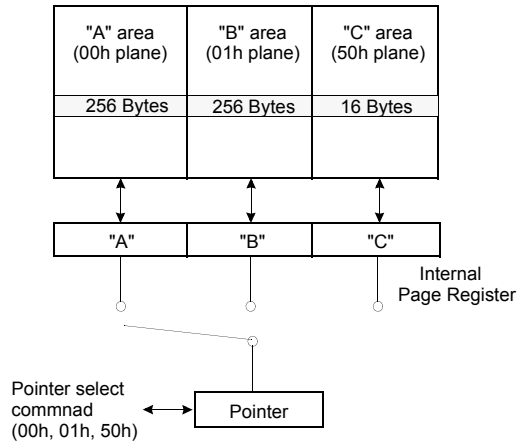 "A" area
(00h plane)
"B" area
(01h plane)
"C" area
(50h plane)
256 Bytes
256 Bytes
16 Bytes
"A"
"B"
"C"
Internal
Page Register
Pointer select
commnad
(00h, 01h, 50h)
Pointer